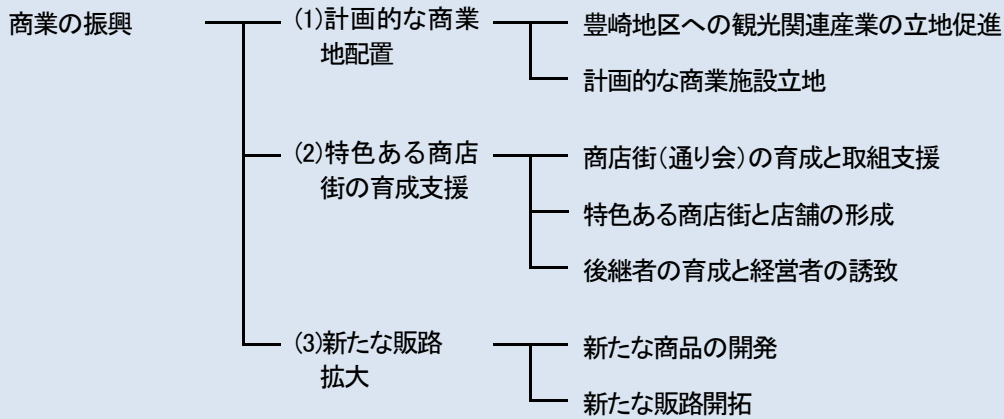 商業の振興
(1)計画的な商業
地配置
豊崎地区への観光関連産業の立地促進
計画的な商業施設立地
(2)特色ある商店
街の育成支援
商店街(通り会)の育成と取組支援
特色ある商店街と店舗の形成
後継者の育成と経営者の誘致
(3)新たな販路
拡大
新たな商品の開発
新たな販路開拓